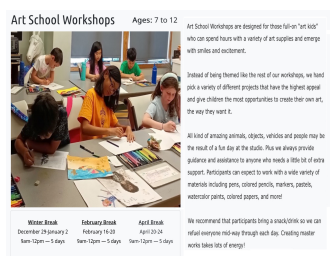 Art School Workshops
Ages: 7 to 12
Winter Break
December 29-January 2
9am-12pm — 5 days
February Break
February 16-20
9am-12pm — 5 days
April Break
April 20-24
9am-12pm — 5 days
Art School Workshops are designed for those full-on "art kids"
who can spend hours with a variety of art supplies and emerge
with smiles and excitement.
Instead of being themed like the rest of our workshops, we hand
pick a variety of different projects that have the highest appeal
and give children the most opportunities to create their own art,
the way they want it.
All kind of amazing animals, objects, vehicles and people may be
the result of a fun day at the studio. Plus we always provide
guidance and assistance to anyone who needs a little bit of extra
support. Participants can expect to work with a wide variety of
materials including pens, colored pencils, markers, pastels,
watercolor paints, colored papers, and more!
We recommend that participants bring a snack/drink so we can
refuel everyone mid-way through each day. Creating master
works takes lots of energy!